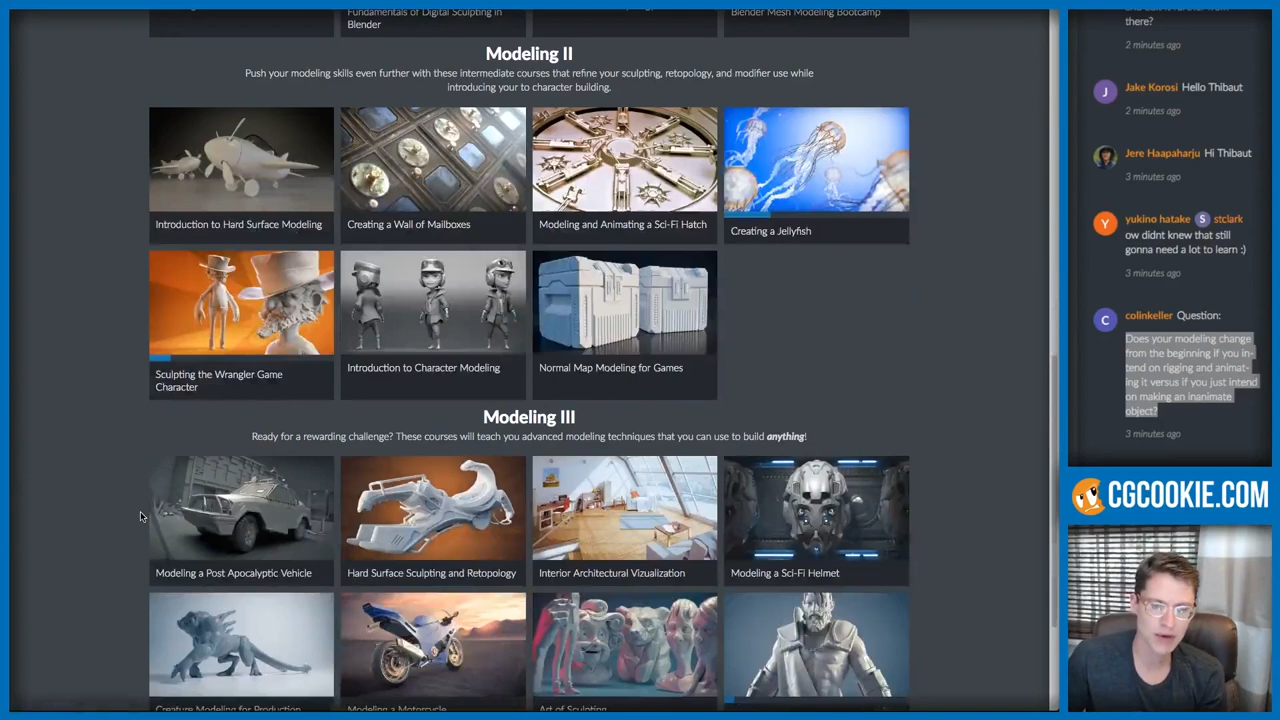 Fundamentals of Digital Sculpting in
Blender
Blender Mesh Modeling Bootcamp
Modeling II
Push your modeling skills even further with these intermediate courses that refine your sculpting, retopology, and modifier use while
introducing your to character building.
Introduction to Hard Surface Modeling
Creating a Wall of Mailboxes
Modeling and Animating a Sci-Fi Hatch
Creating a Jellyfish
Sculpting the Wrangler Game
Character
Introduction to Character Modeling
Normal Map Modeling for Games
Modeling III
Ready for a rewarding challenge? These courses will teach you advanced modeling techniques that you can use to build anything!
Modeling a Post Apocalyptic Vehicle
Hard Surface Sculpting and Retopology
Interior Architectural Vizualization
Modeling a Sci-Fi Helmet
Creature Modeling for Production
Modeling a Motorcycle
Art of Sculpting
there?
2 minutes ago
J Jake Korosi Hello Thibaut
2 minutes ago
Jere Haapaharju Hi Thibaut
3 minutes ago
Y yukino hatake S stclark
ow didnt knew that still
gonna need a lot to learn :)
3 minutes ago
C colinkeller Question:
Does your modeling change
from the beginning if you in-
tend on rigging and animat-
ing it versus if you just intend
on making an inanimate
object?
3 minutes ago
CGCOOKIE.COM